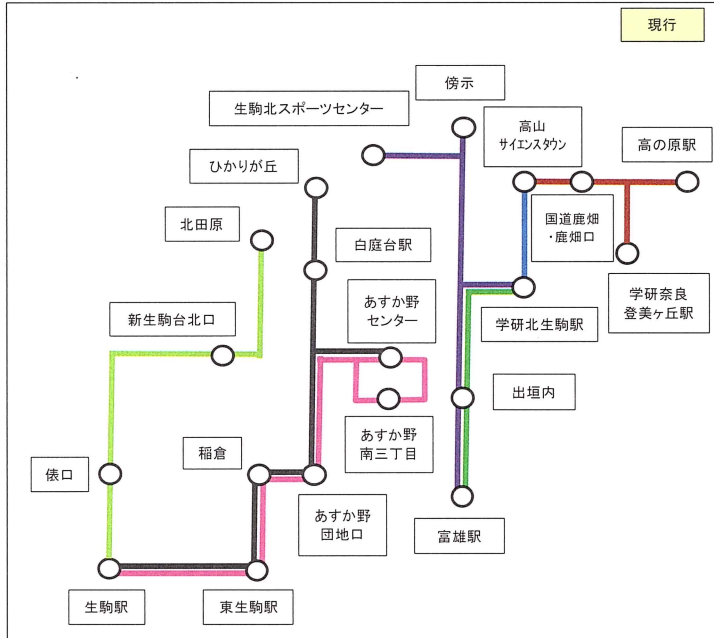 現行
傍示
生駒北スポーツセンター
高山
サイエンスタウン
高の原駅
ひかりが丘
北田原
白庭台駅
国道鹿畑
・鹿畑口
あすか野
センター
学研奈良
登美ヶ丘駅
新生駒台北口
学研北生駒駅
出垣内
あすか野
南三丁目
稲倉
俵口
あすか野
団地口
富雄駅
生駒駅
東生駒駅